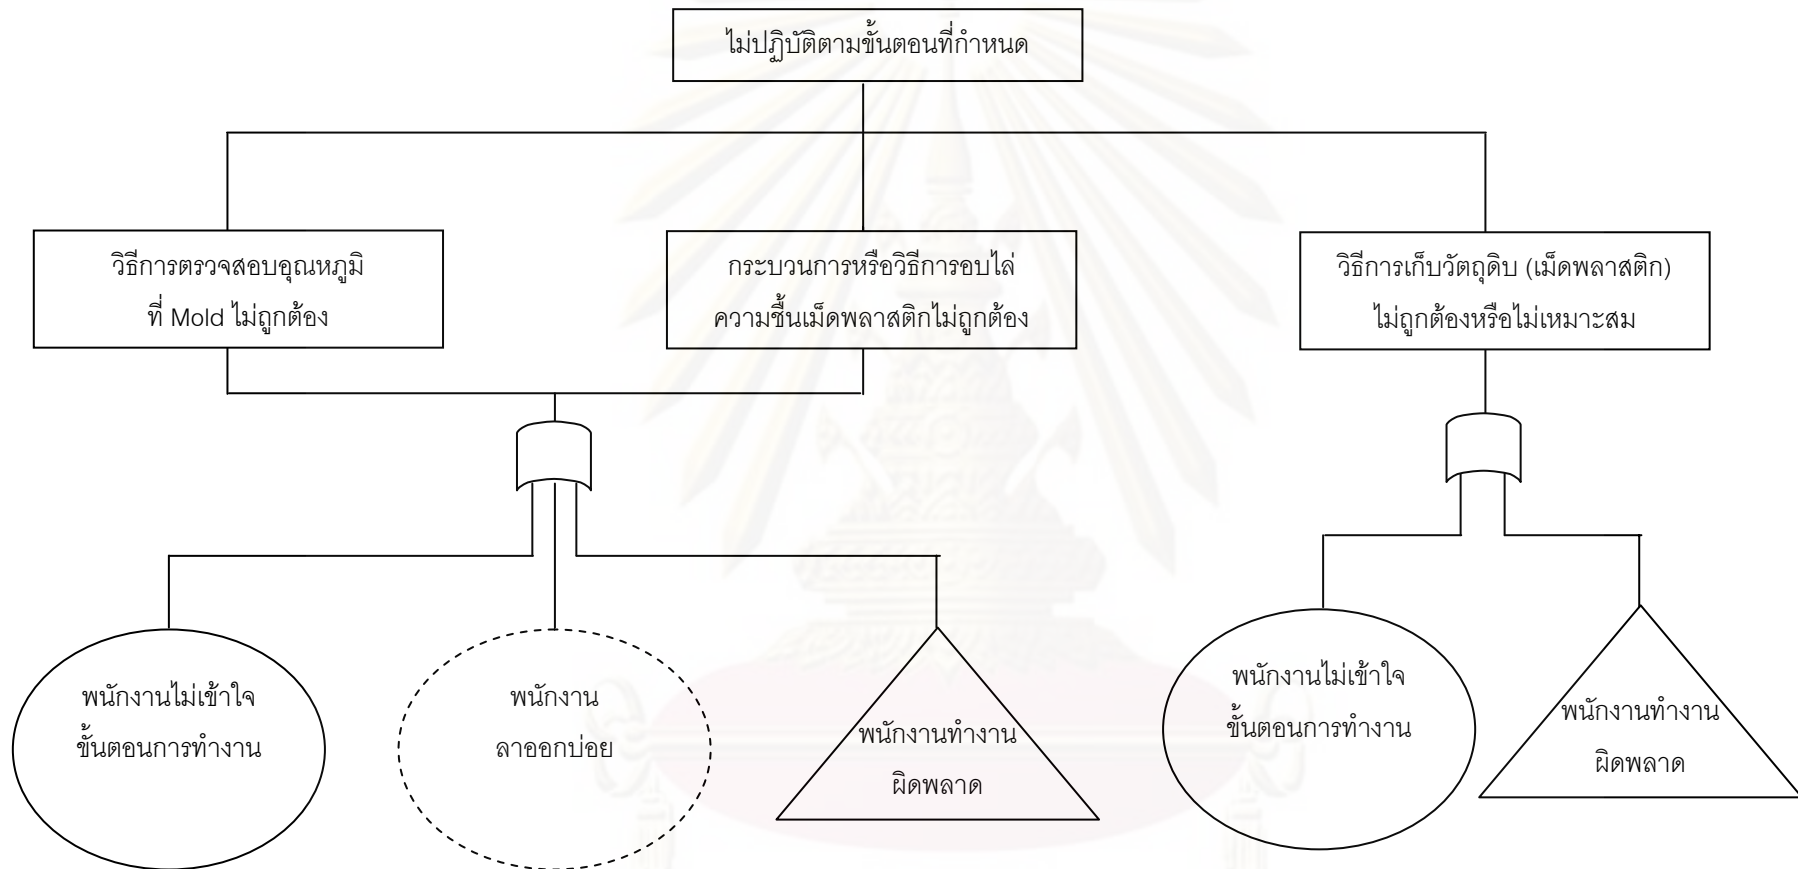 ไม่ปฏิบัติตามขั้นตอนที่กำหนด
วิธีการตรวจสอบอุณหภูมิ
ที่ Mold ไม่ถูกต้อง
กระบวนการหรือวิธีการอบไล่
ความชื้นเม็ดพลาสติกไม่ถูกต้อง
วิธีการเก็บวัตถุดิบ (เม็ดพลาสติก)
ไม่ถูกต้องหรือไม่เหมาะสม
พนักงานไม่เข้าใจ
ขั้นตอนการทำงาน
พนักงาน
ลาออกบ่อย
พนักงานทำงาน
ผิดพลาด
พนักงานไม่เข้าใจ
ขั้นตอนการทำงาน
พนักงานทำงาน
ผิดพลาด